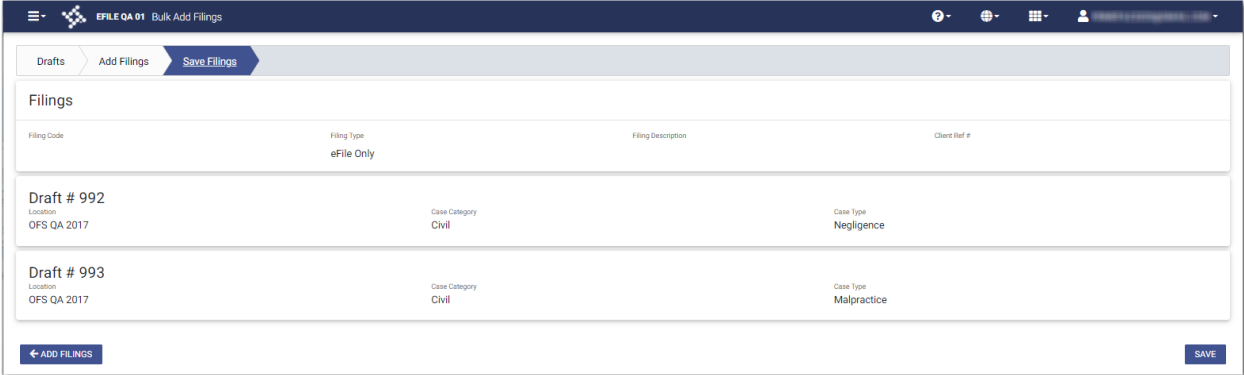 EFILE QA 01 Bulk Add Filings
Drafts Add Filings Save Filings
Filings
Filing Code Filing Type Filing Description Client Ref #
eFile Only
Draft # 992
Location Case Category Case Type
OFS QA 2017 Civil Negligence
Draft # 993
Location Case Category Case Type
OFS QA 2017 Civil Malpractice
ADD FILINGS SAVE